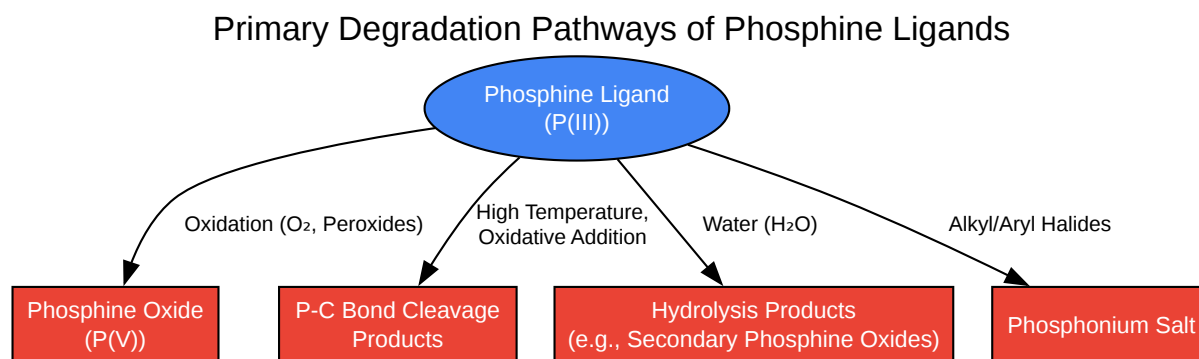 Primary Degradation Pathways of Phosphine Ligands
Phosphine Ligand
(P(III))
Oxidation (O₂, Peroxides)
High Temperature,
Oxidative Addition
Water (H₂O)
Alkyl/Aryl Halides
Phosphine Oxide
(P(V))
P-C Bond Cleavage
Products
Hydrolysis Products
(e.g., Secondary Phosphine Oxides)
Phosphonium Salt